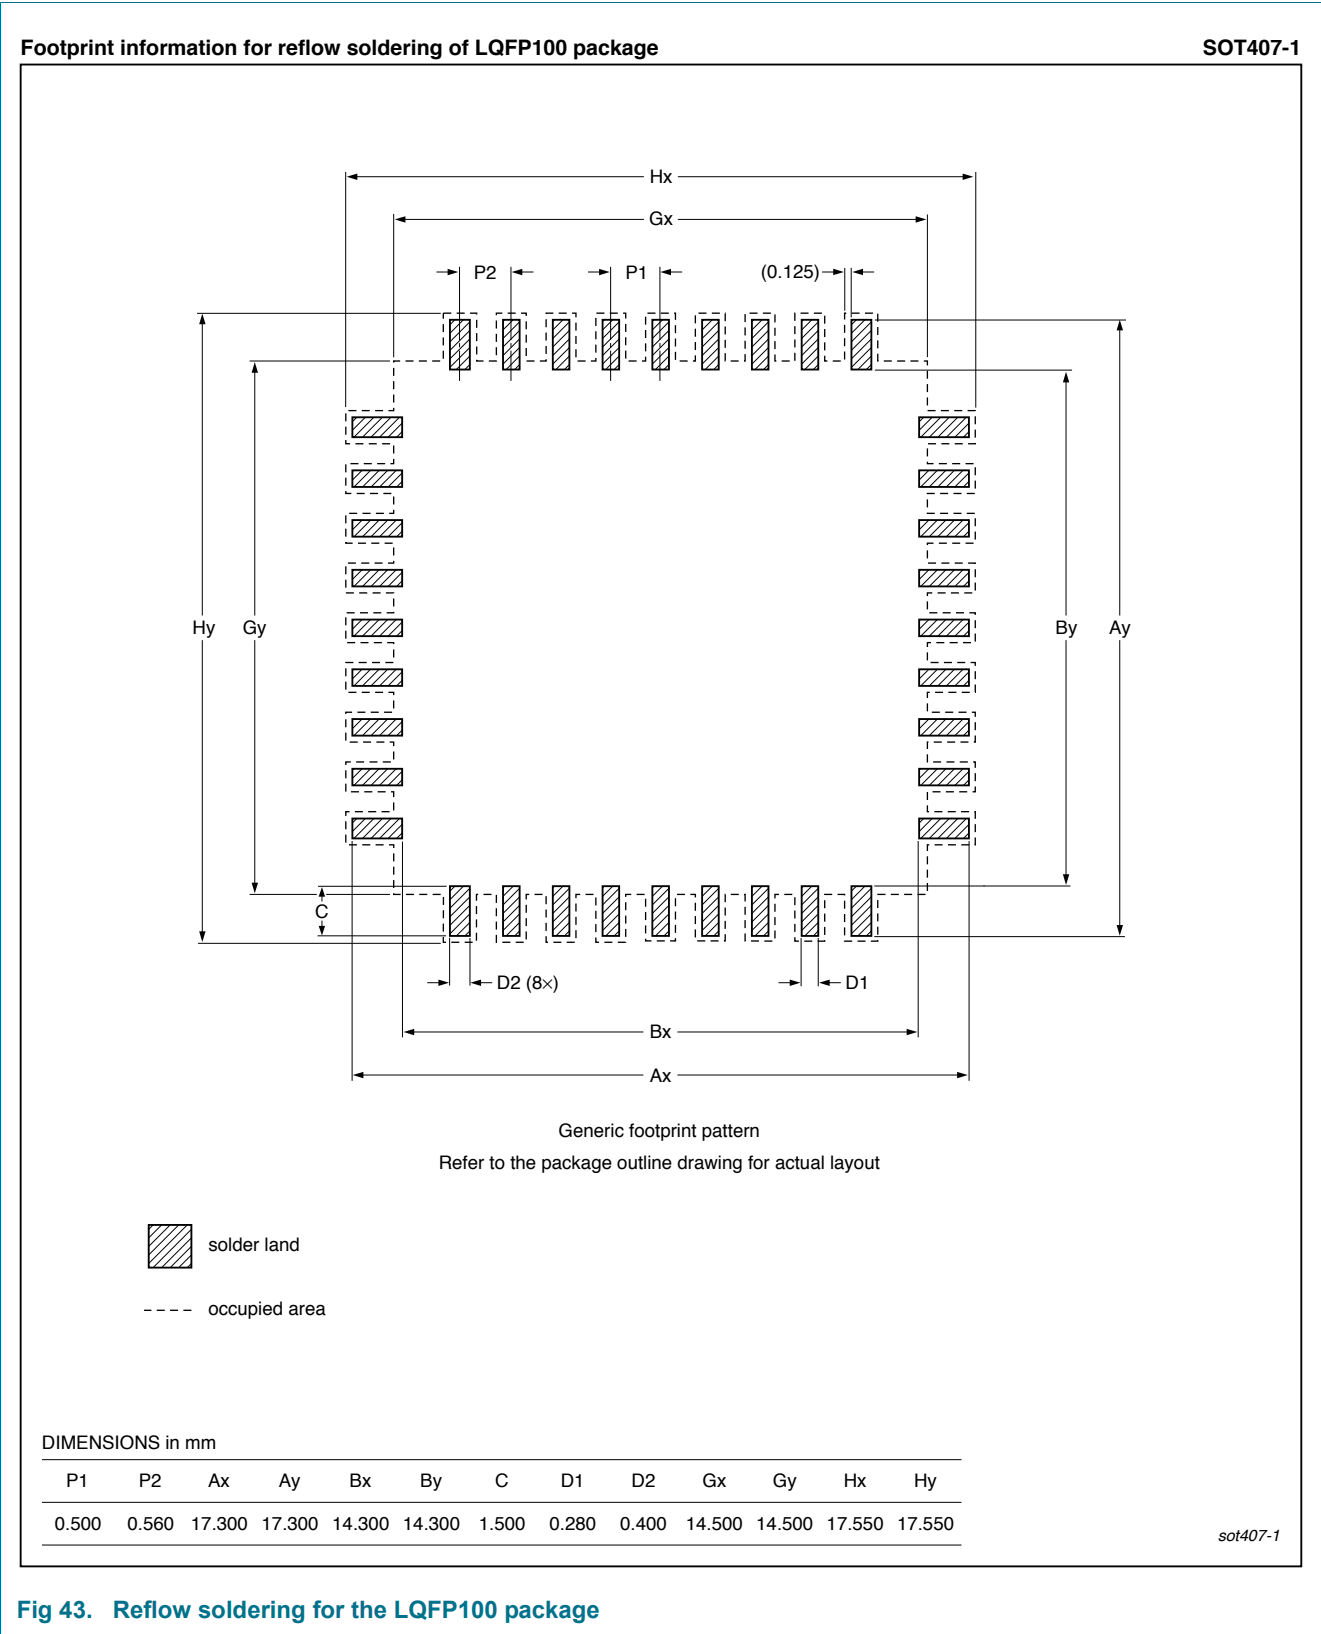 Footprint information for reflow soldering of LQFP100 package SOT407-1
Hx
Gx
P2 P1 (0.125)
Hy Gy By Ay
C
D2 (8×) D1
Bx
Ax
Generic footprint pattern
Refer to the package outline drawing for actual layout
solder land
occupied area
DIMENSIONS in mm
P1 P2 Ax Ay Bx By C D1 D2 Gx Gy Hx Hy
0.500 0.560 17.300 17.300 14.300 14.300 1.500 0.280 0.400 14.500 14.500 17.550 17.550
sot407-1
Fig 43. Reflow soldering for the LQFP100 package